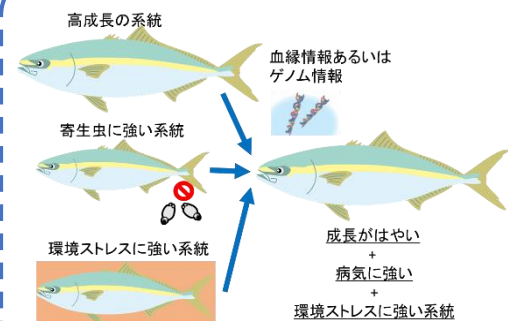 高成長の系統
血縁情報あるいは
ゲノム情報
寄生虫に強い系統
環境ストレスに強い系統
成長がはやい
+
病気に強い
+
環境ストレスに強い系統